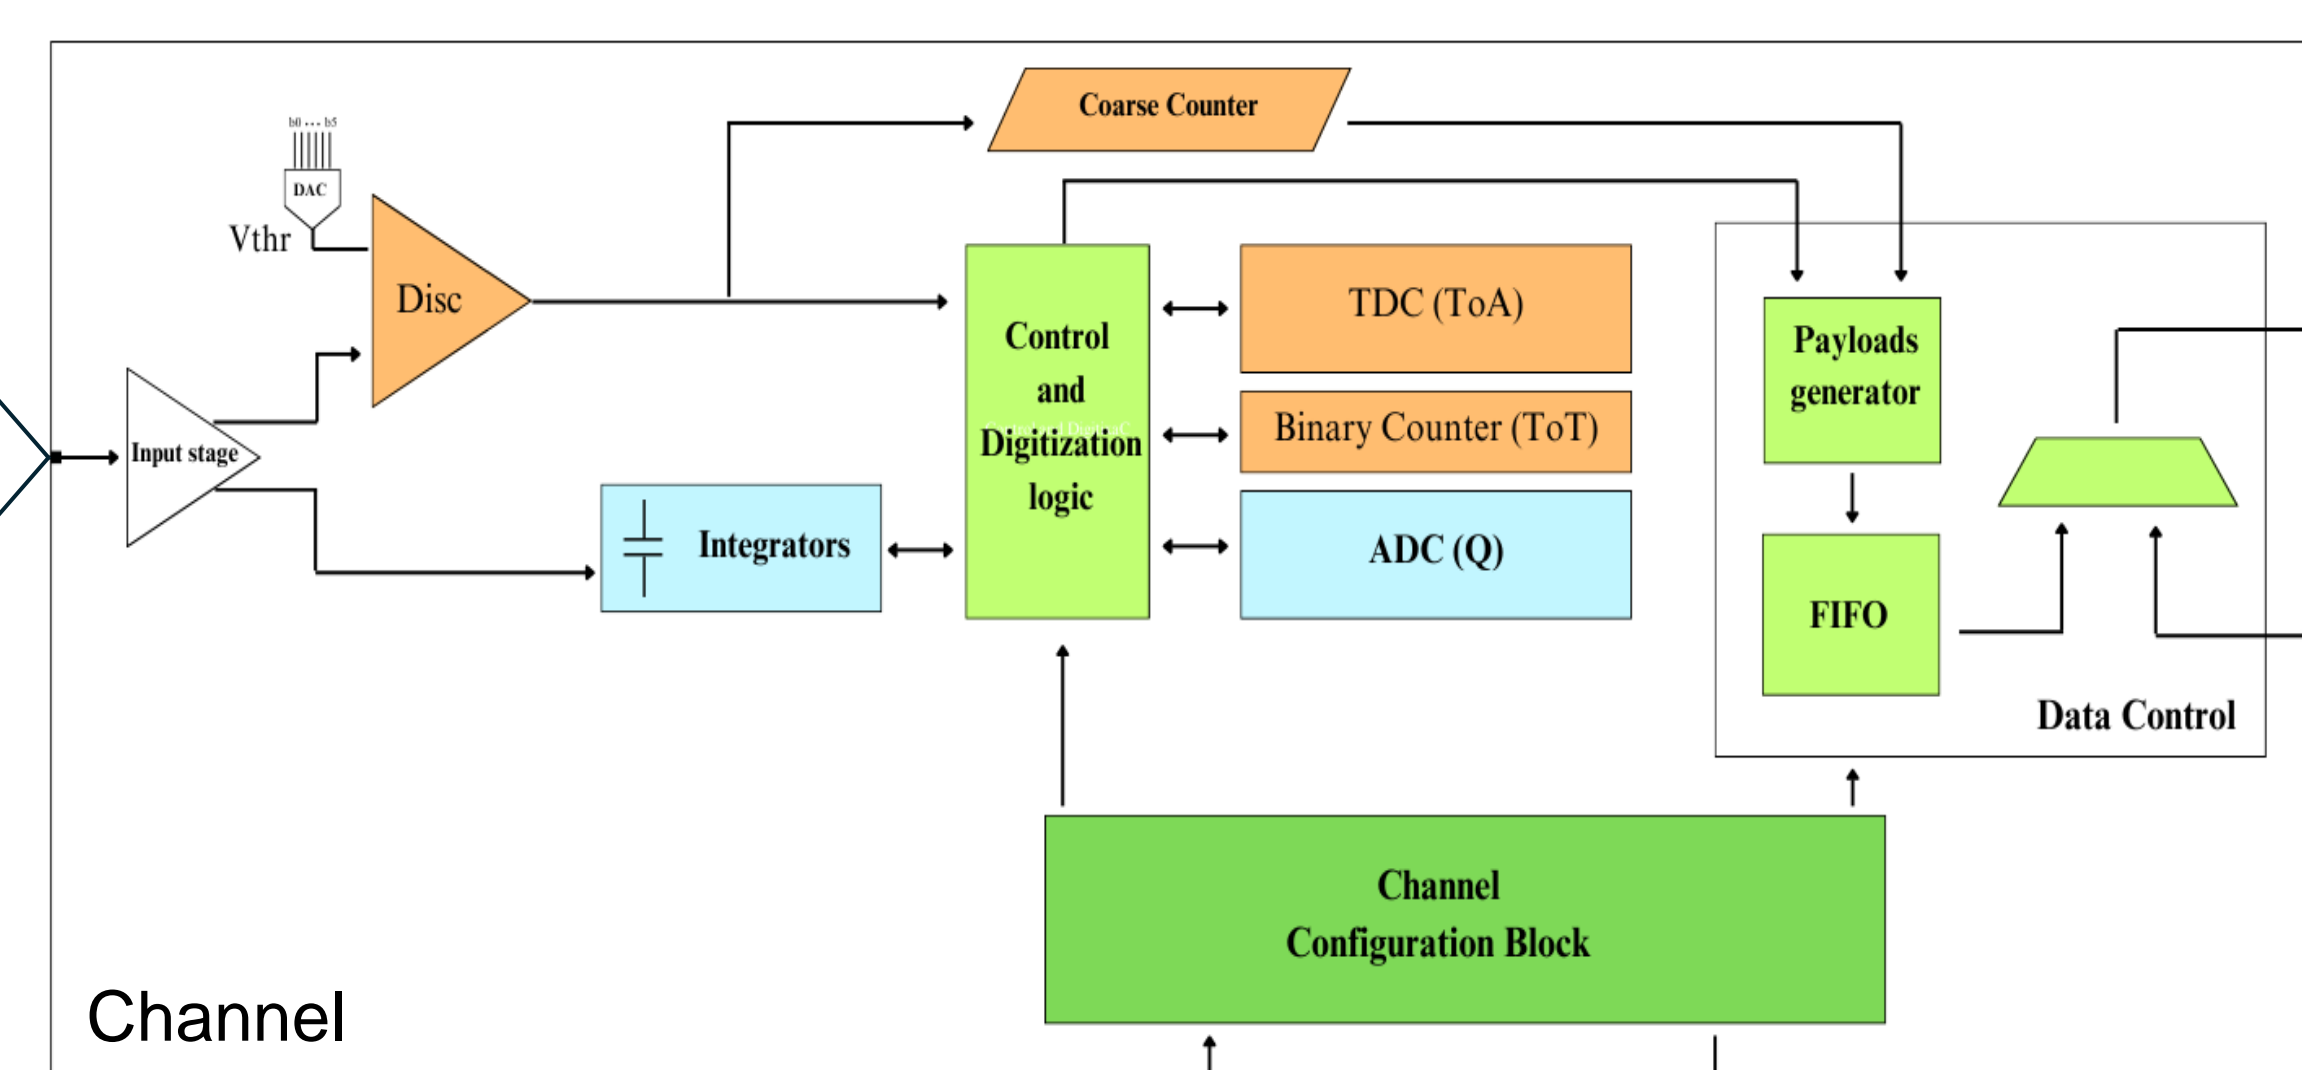 Coarse Counter
b0 ... b5
DAC
Vthr
Disc
Input stage
Integrators
Control
and
Digitization
logic
TDC (ToA)
Binary Counter (ToT)
ADC (Q)
Payloads
generator
FIFO
Data Control
Channel
Configuration Block
Channel